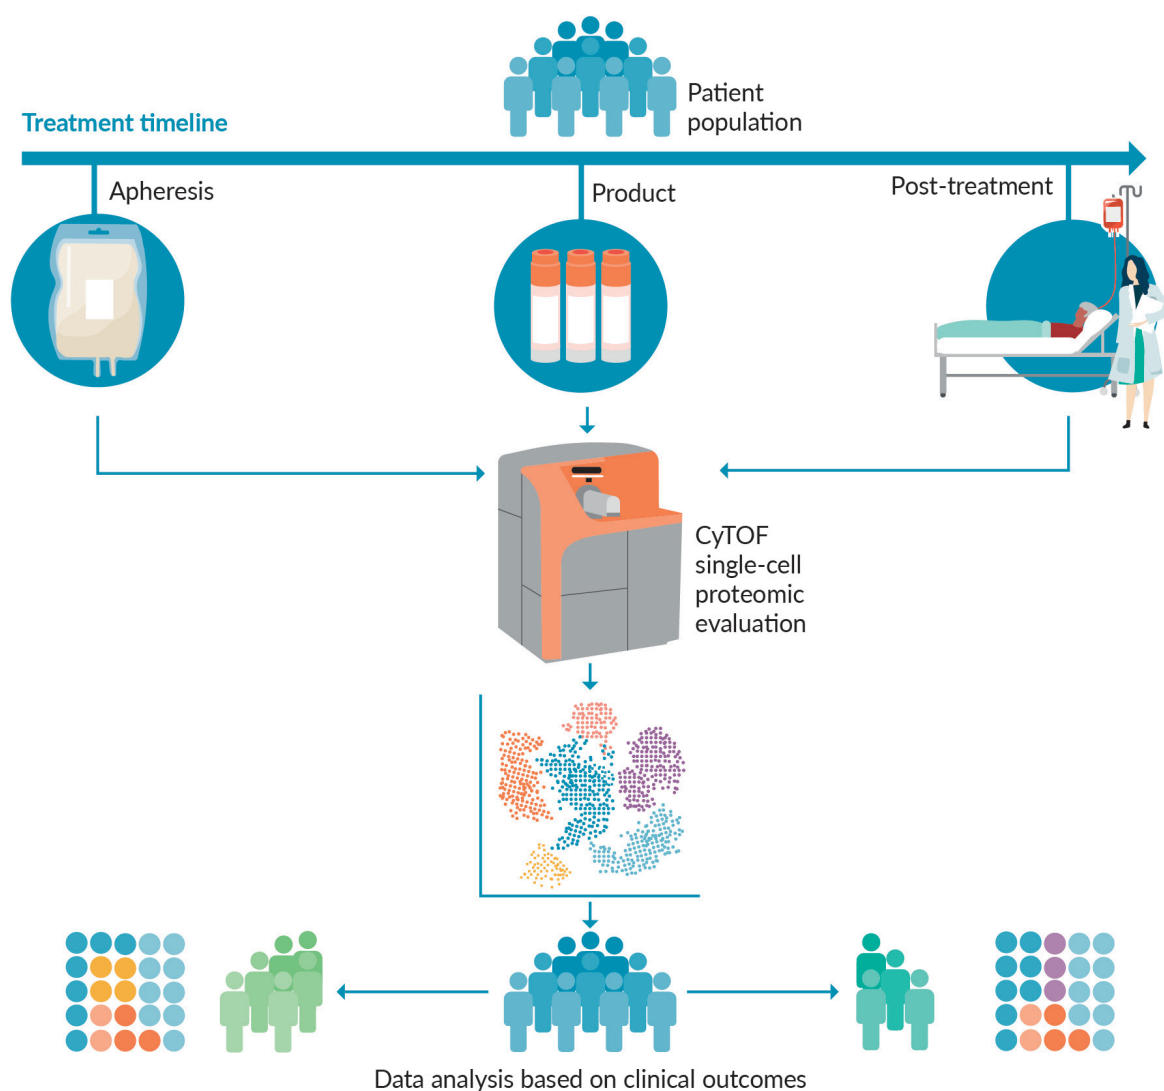 Patient
population
Treatment timeline
Apheresis
Product
Post-treatment
CyTOF
single-cell
proteomic
evaluation
Data analysis based on clinical outcomes